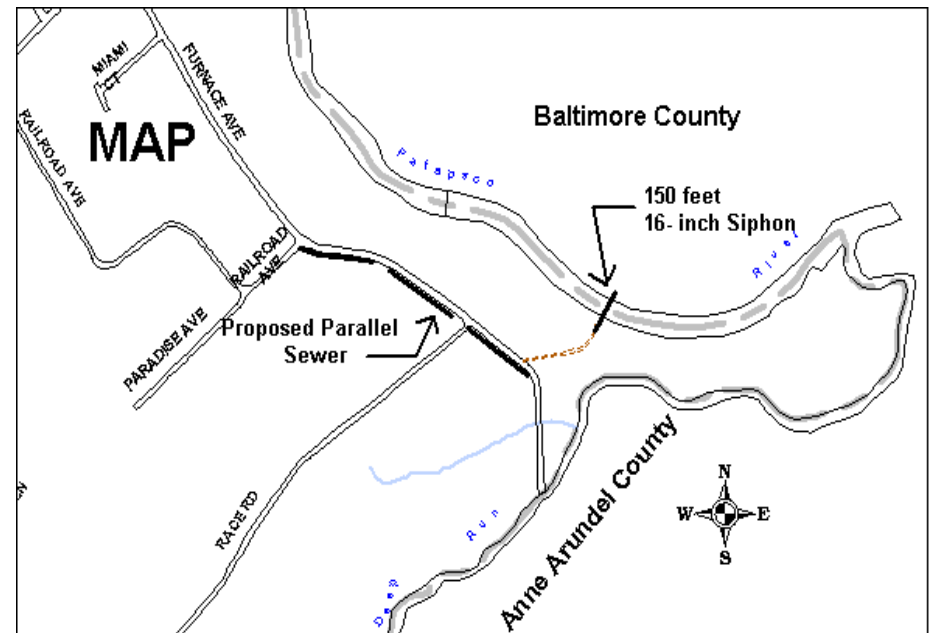 MIAMI
CT
FURNACE AVE
Baltimore County
MAP
RAILROAD AVE
Patapsco
150 feet
16- inch Siphon
RAILROAD
AVE
River
Proposed Parallel
Sewer
PARADISE AVE
Anne Arundel County
N
W
E
S
RACE RD
Run
Deep